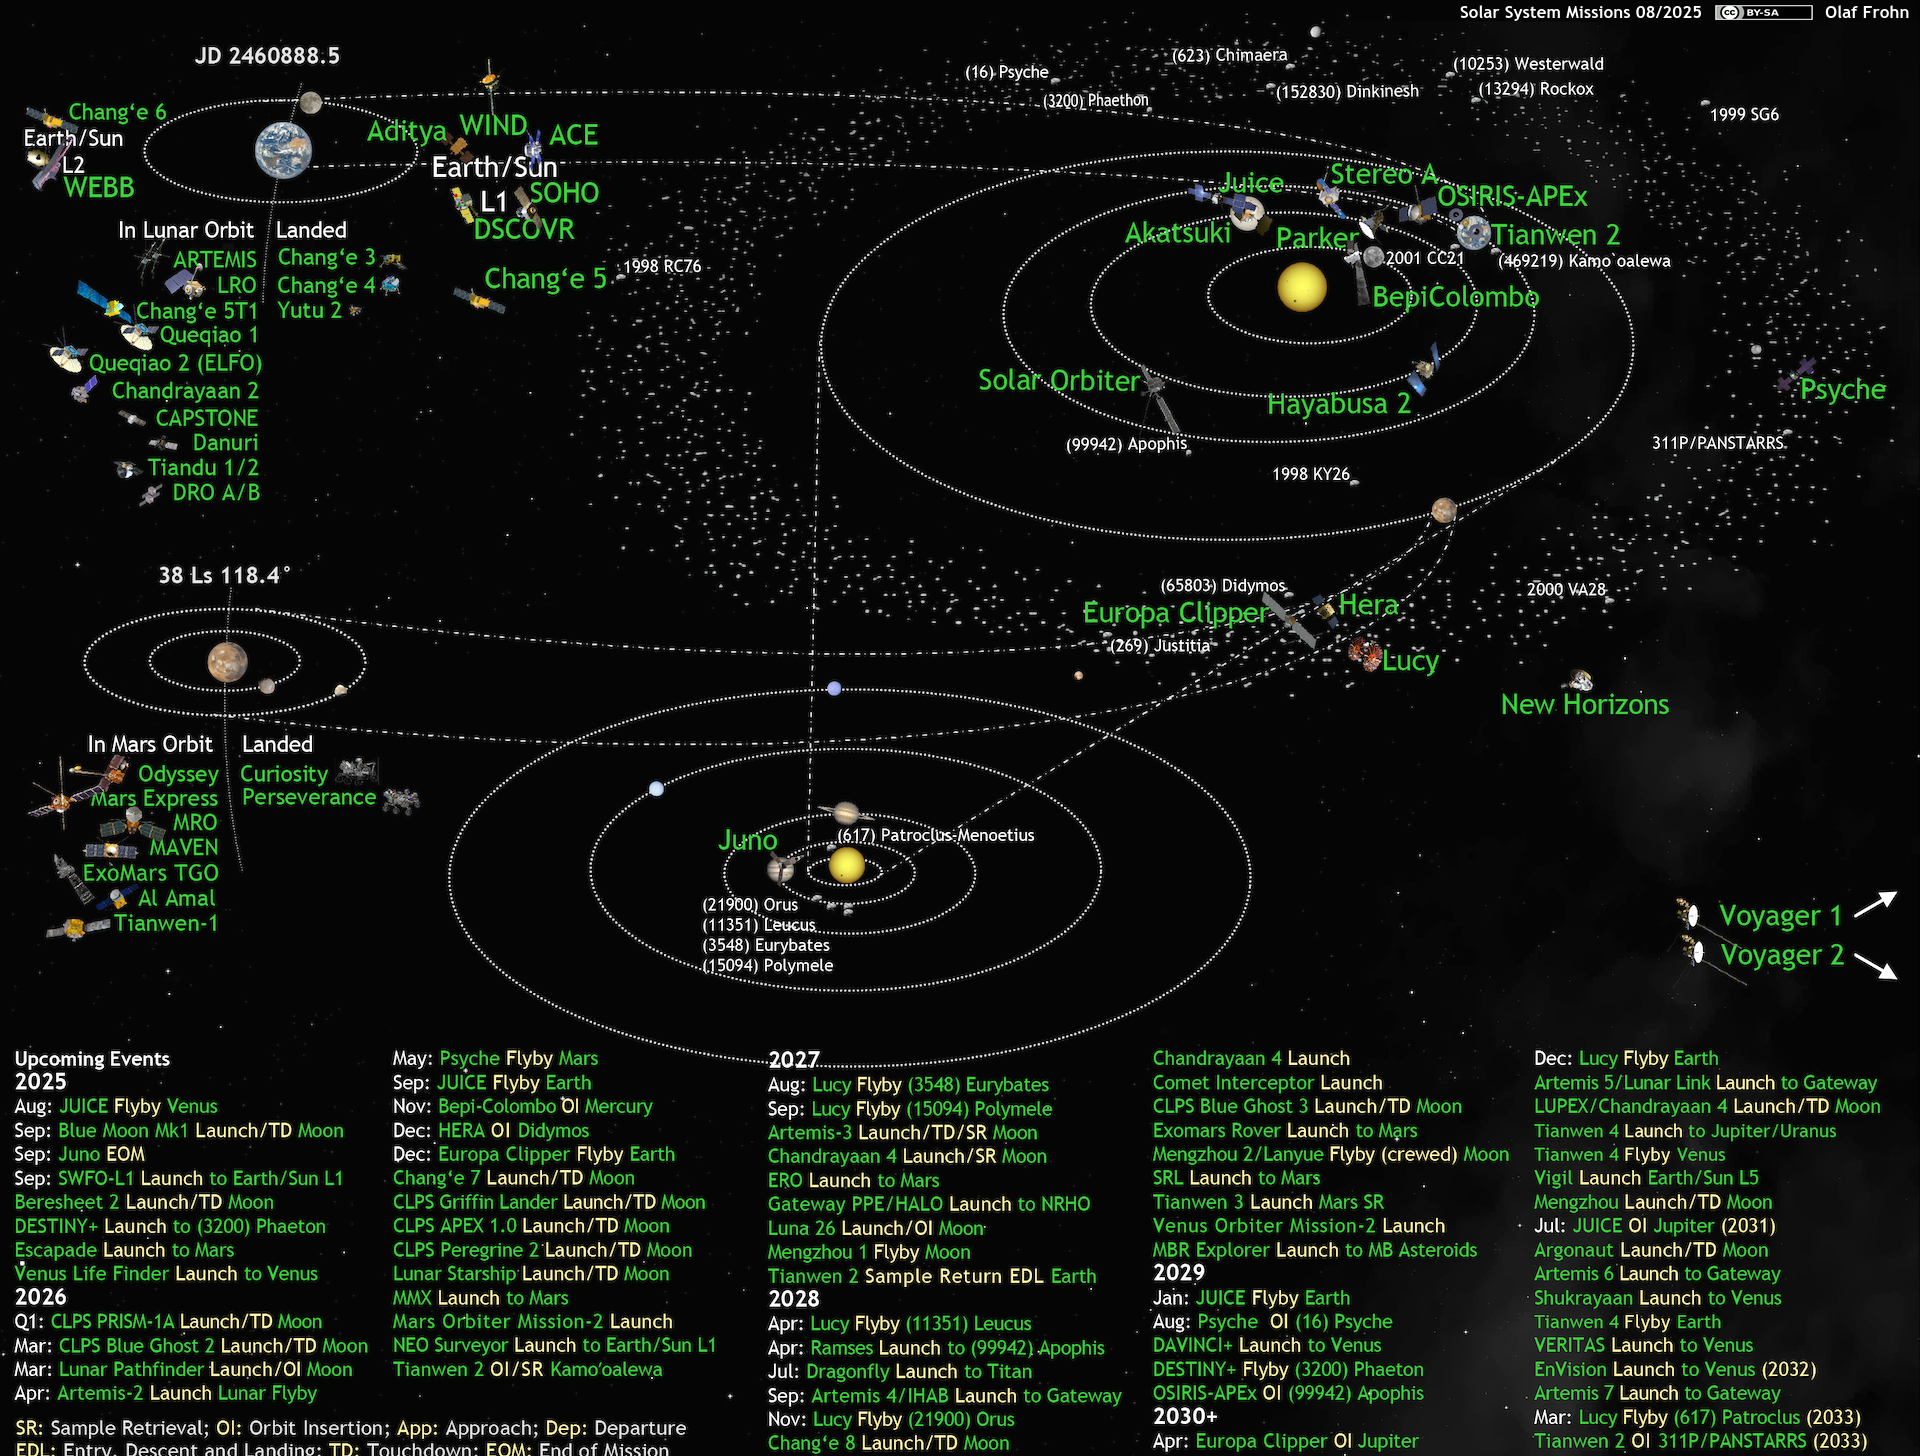 Solar System Missions 08/2025 cc BY-SA Olaf Frohn
JD 2460888.5
Chang‘e 6
Earth/Sun
L2
WEBB
Aditya
WIND
ACE
Earth/Sun
L1
SOHO
DSCOVR
Chang‘e 5
In Lunar Orbit
ARTEMIS
LRO
Chang‘e 5T1
Queqiao 1
Queqiao 2 (ELFO)
Chandrayaan 2
CAPSTONE
Danuri
Tiandu 1/2
DRO A/B
Landed
Chang‘e 3
Chang‘e 4
Yutu 2
(16) Psyche
(623) Chimaera
(3200) Phaethon
(152830) Dinkinesh
(10253) Westerwald
(13294) Rockox
1999 SG6
1998 RC76
Juice
Stereo A
OSIRIS-APEx
Akatsuki
Parker
Tianwen 2
2001 CC21
(469219) Kamo oalewa
BepiColombo
Solar Orbiter
Hayabusa 2
Psyche
(99942) Apophis
311P/PANSTARRS
1998 KY26
(65803) Didymos
2000 VA28
Europa Clipper
Hera
(269) Justitia
Lucy
New Horizons
38 Ls 118.4°
In Mars Orbit
Odyssey
Mars Express
MRO
MAVEN
ExoMars TGO
Al Amal
Tianwen-1
Landed
Curiosity
Perseverance
Juno
(617) Patroclus-Menoetius
(21900) Orus
(11351) Leucus
(3548) Eurybates
(15094) Polymele
Voyager 1
Voyager 2
Upcoming Events
2025
Aug: JUICE Flyby Venus
Sep: Blue Moon Mk1 Launch/TD Moon
Sep: Juno EOM
Sep: SWFO-L1 Launch to Earth/Sun L1
Beresheet 2 Launch/TD Moon
DESTINY+ Launch to (3200) Phaeton
Escapade Launch to Mars
Venus Life Finder Launch to Venus
2026
Q1: CLPS PRISM-1A Launch/TD Moon
Mar: CLPS Blue Ghost 2 Launch/TD Moon
Mar: Lunar Pathfinder Launch/OI Moon
Apr: Artemis-2 Launch Lunar Flyby
May: Psyche Flyby Mars
Sep: JUICE Flyby Earth
Nov: Bepi-Colombo OI Mercury
Dec: HERA OI Didymos
Dec: Europa Clipper Flyby Earth
Chang‘e 7 Launch/TD Moon
CLPS Griffin Lander Launch/TD Moon
CLPS APEX 1.0 Launch/TD Moon
CLPS Peregrine 2 Launch/TD Moon
Lunar Starship Launch/TD Moon
MMX Launch to Mars
Mars Orbiter Mission-2 Launch
NEO Surveyor Launch to Earth/Sun L1
Tianwen 2 OI/SR Kamo‘oalewa
2027
Aug: Lucy Flyby (3548) Eurybates
Sep: Lucy Flyby (15094) Polymele
Artemis-3 Launch/TD/SR Moon
Chandrayaan 4 Launch/SR Moon
ERO Launch to Mars
Gateway PPE/HALO Launch to NRHO
Luna 26 Launch/OI Moon
Mengzhou 1 Flyby Moon
Tianwen 2 Sample Return EDL Earth
2028
Apr: Lucy Flyby (11351) Leucus
Apr: Ramses Launch to (99942) Apophis
Jul: Dragonfly Launch to Titan
Sep: Artemis 4/IHAB Launch to Gateway
Nov: Lucy Flyby (21900) Orus
Chang‘e 8 Launch/TD Moon
Chandrayaan 4 Launch
Comet Interceptor Launch
CLPS Blue Ghost 3 Launch/TD Moon
Exomars Rover Launch to Mars
Mengzhou 2/Lanyue Flyby (crewed) Moon
SRL Launch to Mars
Tianwen 3 Launch Mars SR
Venus Orbiter Mission-2 Launch
MBR Explorer Launch to MB Asteroids
2029
Jan: JUICE Flyby Earth
Aug: Psyche OI (16) Psyche
DAVINCI+ Launch to Venus
DESTINY+ Flyby (3200) Phaeton
OSIRIS-APEx OI (99942) Apophis
2030+
Apr: Europa Clipper OI Jupiter
Dec: Lucy Flyby Earth
Artemis 5/Lunar Link Launch to Gateway
LUPEX/Chandrayaan 4 Launch/TD Moon
Tianwen 4 Launch to Jupiter/Uranus
Tianwen 4 Flyby Venus
Vigil Launch Earth/Sun L5
Mengzhou Launch/TD Moon
Jul: JUICE OI Jupiter (2031)
Argonaut Launch/TD Moon
Artemis 6 Launch to Gateway
Shukrayaan Launch to Venus
Tianwen 4 Flyby Earth
VERITAS Launch to Venus
EnVision Launch to Venus (2032)
Artemis 7 Launch to Gateway
Mar: Lucy Flyby (617) Patroclus (2033)
Tianwen 2 OI 311P/PANSTARRS (2033)
SR: Sample Retrieval; OI: Orbit Insertion; App: Approach; Dep: Departure
EDL: Entry, Descent and Landing; TD: Touchdown; EOM: End of Mission